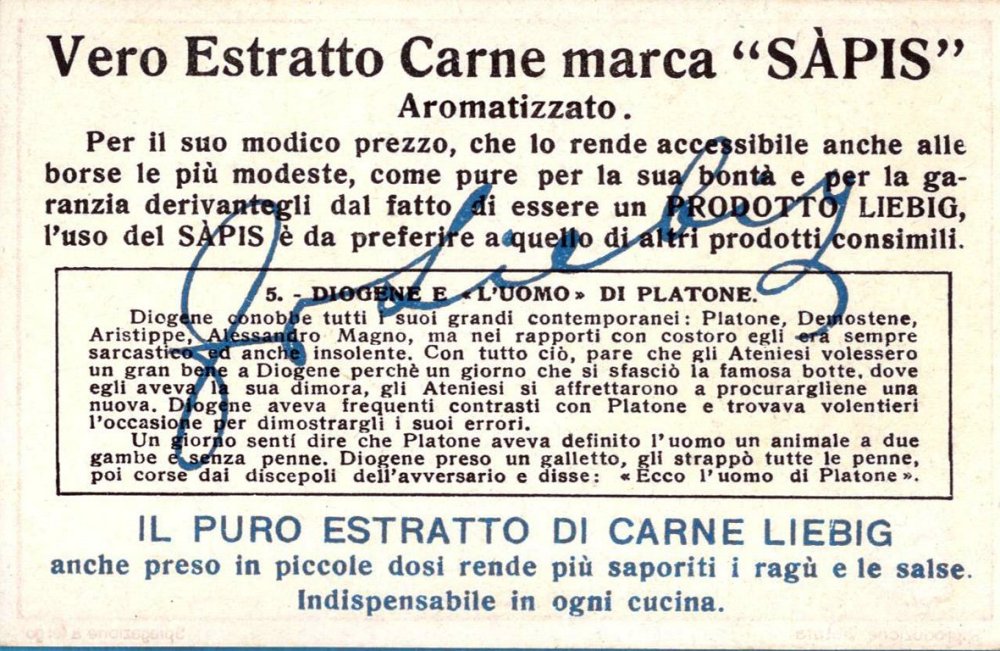 Vero Estratto Carne marca “SÀPIS”
Aromatizzato.
Per il suo modico prezzo, che lo rende accessibile anche alle
borse le più modeste, come pure per la sua bontà e per la ga-
ranzia derivantegli dal fatto di essere un PRODOTTO LIEBIG,
l'uso del SÀPIS è da preferire a quello di altri prodotti consimili.
5. - DIOGENE E «L'UOMO» DI PLATONE.
Diogene conobbe tutti i suoi grandi contemporanei: Platone, Demostene,
Aristippe, Alessandro Magno, ma nei rapporti con costoro egli era sempre
sarcastico ed anche insolente. Con tutto ciò, pare che gli Ateniesi volessero
un gran bene a Diogene perchè un giorno che si sfasciò la famosa botte, dove
egli aveva la sua dimora, gli Ateniesi si affrettarono a procurargliene una
nuova. Diogene aveva frequenti contrasti con Platone e trovava volentieri
l'occasione per dimostrargli i suoi errori.
Un giorno sentì dire che Platone aveva definito l'uomo un animale a due
gambe e senza penne. Diogene preso un galletto, gli strappò tutte le penne,
poi corse dai discepoli dell'avversario e disse: «Ecco l'uomo di Platone».
IL PURO ESTRATTO DI CARNE LIEBIG
anche preso in piccole dosi rende più saporiti i ragù e le salse.
Indispensabile in ogni cucina.